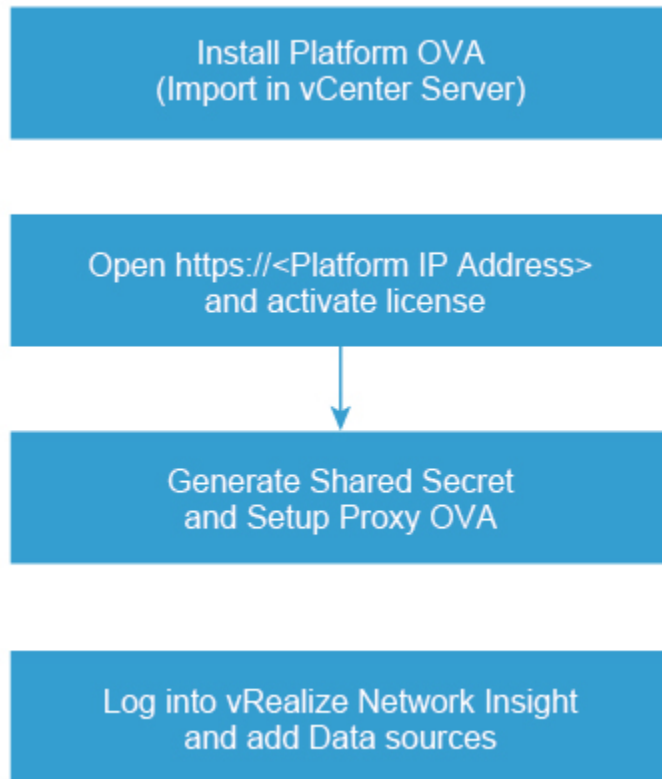 Install Platform OVA
(Import in vCenter Server)
Open https://<Platform IP Address>
and activate license
Generate Shared Secret
and Setup Proxy OVA
Log into vRealize Network Insight
and add Data sources